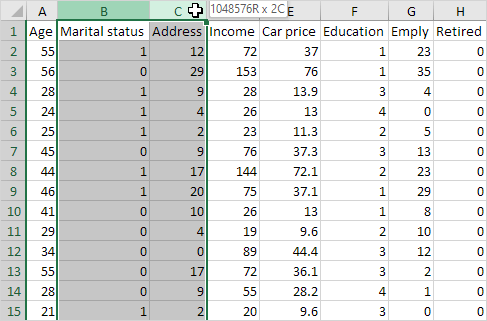 A B C 1048576R x 2C E F G H
1 Age Marital status Address Income Car price Education Emply Retired
2 55 1 12 72 37 1 23 0
3 56 0 29 153 76 1 35 0
4 28 1 9 28 13.9 3 4 0
5 24 1 4 26 13 4 0 0
6 25 1 2 23 11.3 2 5 0
7 45 0 9 76 37.3 3 13 0
8 44 1 17 144 72.1 2 23 0
9 46 1 20 75 37.1 1 29 0
10 41 0 10 26 13 1 8 0
11 29 0 4 19 9.6 2 10 0
12 34 0 0 89 44.4 3 12 0
13 55 0 17 72 36.1 3 2 0
14 28 0 9 55 28.2 4 1 0
15 21 1 2 20 9.6 3 0 0